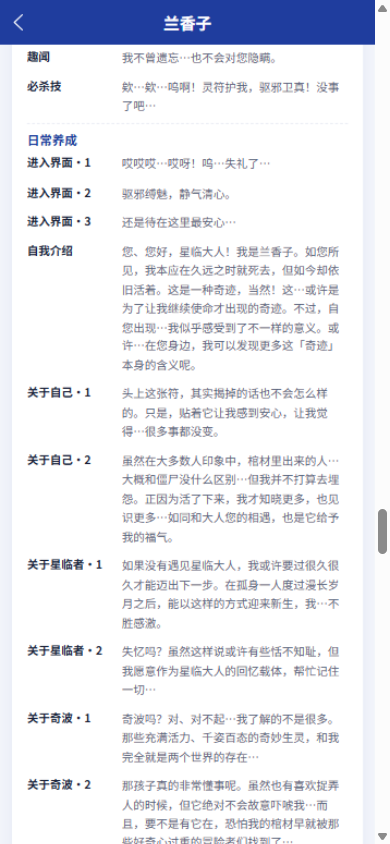 兰香子
趣闻
我不曾遗忘…也不会对您隐瞒。
必杀技
欸…欸…呜啊！灵符护我，驱邪卫真！没事
了吧…
日常养成
进入界面·1
哎哎哎…哎呀！呜…失礼了…
进入界面·2
驱邪缚魅，静气清心。
进入界面·3
还是待在这里最安心…
自我介绍
您、您好，星临大人！我是兰香子。如您所
见，我本应在久远之时就死去，但如今却依
旧活着。这是一种奇迹，当然！这…或许是
为了让我继续使命才出现的奇迹。不过，自
您出现…我似乎感受到了不一样的意义。或
许…在您身边，我可以发现更多这「奇迹」
本身的含义呢。
关于自己·1
头上这张符，其实揭掉的话也不会怎么样
的。只是，贴着它让我感到安心，让我觉
得…很多事都没变。
关于自己·2
虽然在大多数人印象中，棺材里出来的人…
大概和僵尸没什么区别…但我并不打算去埋
怨。正因为活了下来，我才知晓更多，也见
识更多…如同和大人您的相遇，也是它给予
我的福气。
关于星临者·1
如果没有遇见星临大人，我或许要过很久很
久才能迈出下一步。在孤身一人度过漫长岁
月之后，能以这样的方式迎来新生，我…不
胜感激。
关于星临者·2
失忆吗？虽然这样说或许有些恬不知耻，但
我愿意作为星临大人的回忆载体，帮忙记住
一切…
关于奇波·1
奇波吗？对、对不起…我了解的不是很多。
那些充满活力、千姿百态的奇妙生灵，和我
完全就是两个世界的存在…
关于奇波·2
那孩子真的非常懂事呢。虽然也有喜欢捉弄
人的时候，但它绝对不会故意吓唬我…而
且，要不是有它在，恐怕我的棺材早就被那
些好奇心过重的冒险者们找到了…